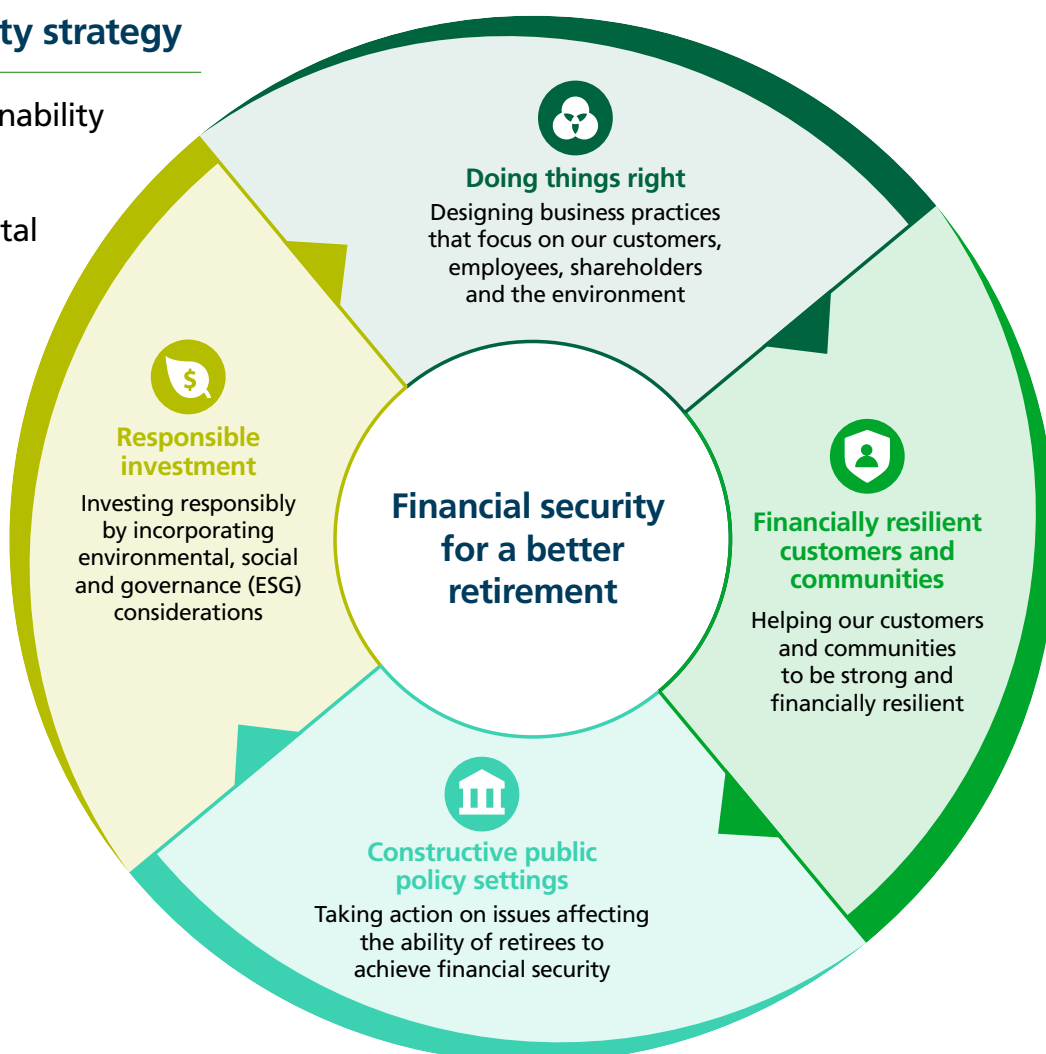 ty strategy
nability
tal
Doing things right
Designing business practices
that focus on our customers,
employees, shareholders
and the environment
Responsible
investment
Investing responsibly
by incorporating
environmental, social
and governance (ESG)
considerations
$
Financial security
for a better
retirement
Financially resilient
customers and
communities
Helping our customers
and communities
to be strong and
financially resilient
Constructive public
policy settings
Taking action on issues affecting
the ability of retirees to
achieve financial security